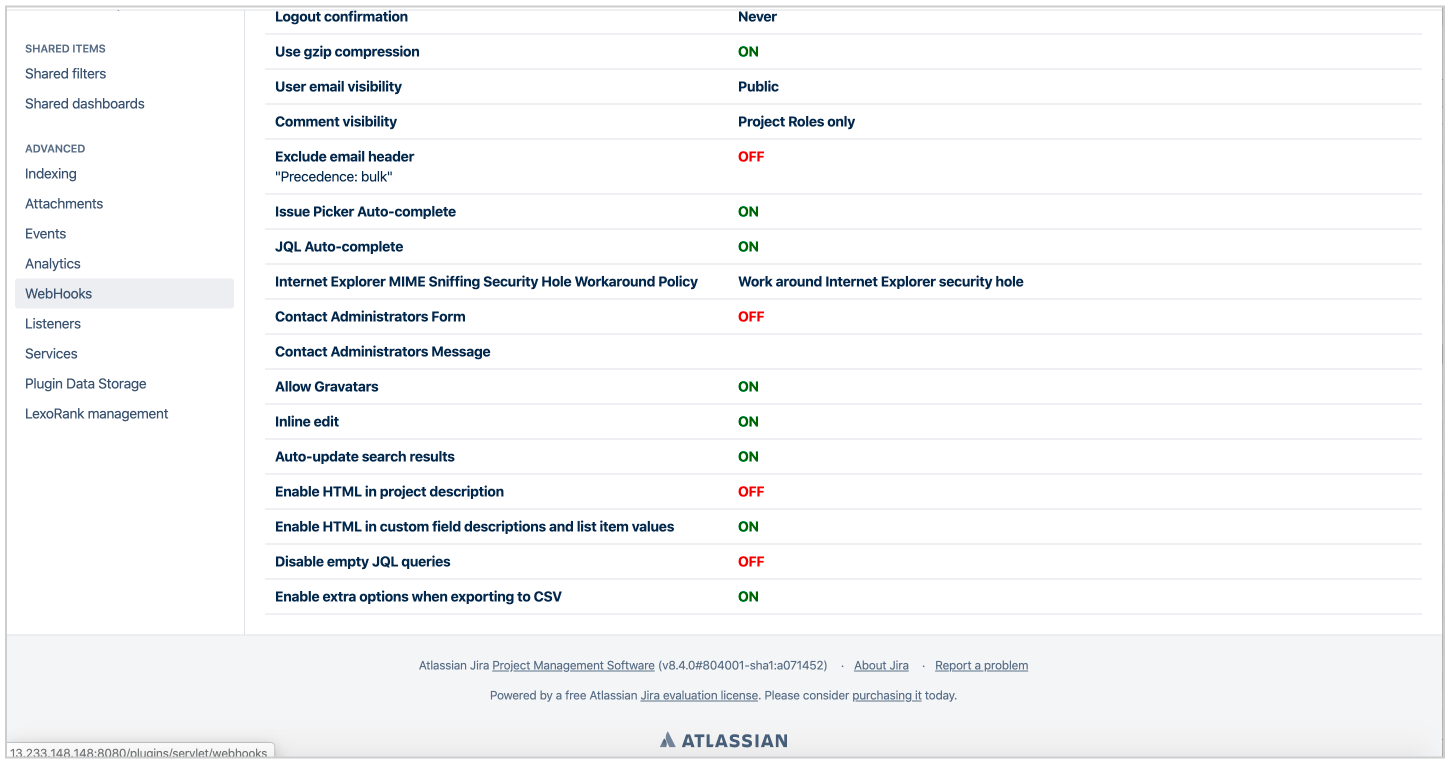 SHARED ITEMS
Shared filters
Shared dashboards
ADVANCED
Indexing
Attachments
Events
Analytics
WebHooks
Listeners
Services
Plugin Data Storage
LexoRank management
Logout confirmation Never
Use gzip compression ON
User email visibility Public
Comment visibility Project Roles only
Exclude email header OFF
"Precedence: bulk"
Issue Picker Auto-complete ON
JQL Auto-complete ON
Internet Explorer MIME Sniffing Security Hole Workaround Policy Work around Internet Explorer security hole
Contact Administrators Form OFF
Contact Administrators Message
Allow Gravatars ON
Inline edit ON
Auto-update search results ON
Enable HTML in project description OFF
Enable HTML in custom field descriptions and list item values ON
Disable empty JQL queries OFF
Enable extra options when exporting to CSV ON
Atlassian Jira Project Management Software (v8.4.0#804001-sha1:a071452) · About Jira · Report a problem
Powered by a free Atlassian Jira evaluation license. Please consider purchasing it today.
ATLASSIAN
13.233.148.148:8080/plugins/servlet/webhooks